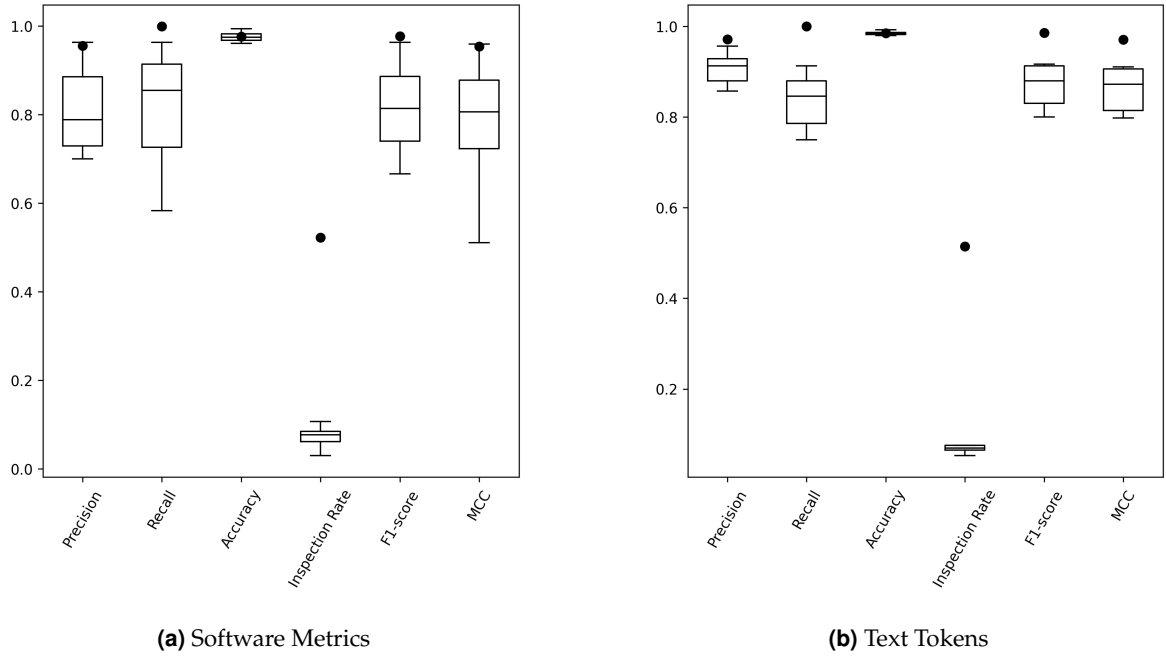 1.0
0.8
0.6
0.4
0.2
0.0
Precision
Recall
Accuracy
Inspection Rate
F1-score
MCC
(a) Software Metrics
1.0
0.8
0.6
0.4
0.2
Precision
Recall
Accuracy
Inspection Rate
F1-score
MCC
(b) Text Tokens